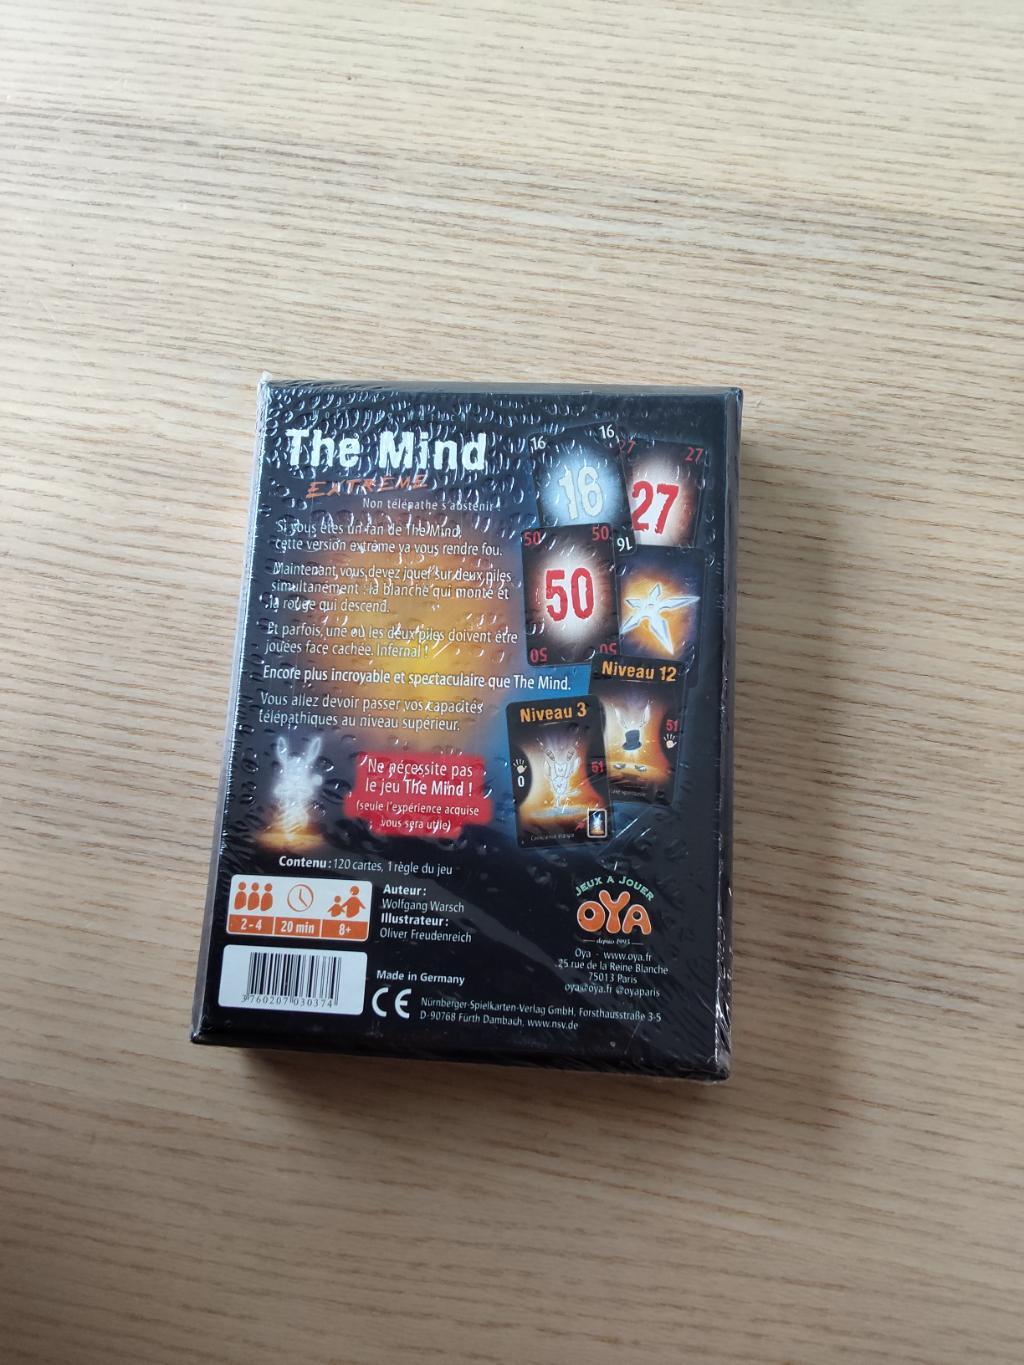 The Mind
EXTRÊME
Non télépathe s'abstenir !
Si vous êtes un fan de The Mind,
cette version extrême va vous rendre fou.
Maintenant vous devez jouer sur deux piles
simultanément : la blanche qui monte et
la rouge qui descend.
Et parfois, une ou les deux piles doivent être
jouées face cachée. Infernal !
Encore plus incroyable et spectaculaire que The Mind.
Vous allez devoir passer vos capacités
télépathiques au niveau supérieur.
Ne nécessite pas
le jeu The Mind !
(seule l'expérience acquise
vous sera utile)
16
16
16
16
27
27
27
50
50
50
50
Niveau 12
51
Niveau 3
0
51
Contenu : 120 cartes, 1 règle du jeu
2-4
20 min
8+
Auteur :
Wolfgang Warsch
Illustrateur :
Oliver Freudenreich
JEUX A JOUER
OYA
depuis 1995
Oya - www.oya.fr
25 rue de la Reine Blanche
75013 Paris
oya@oya.fr @oyaparis
3760207030374
Made in Germany
CE
Nürnberger-Spielkarten-Verlag GmbH, Forsthausstraße 3-5
D-90768 Fürth Dambach, www.nsv.de